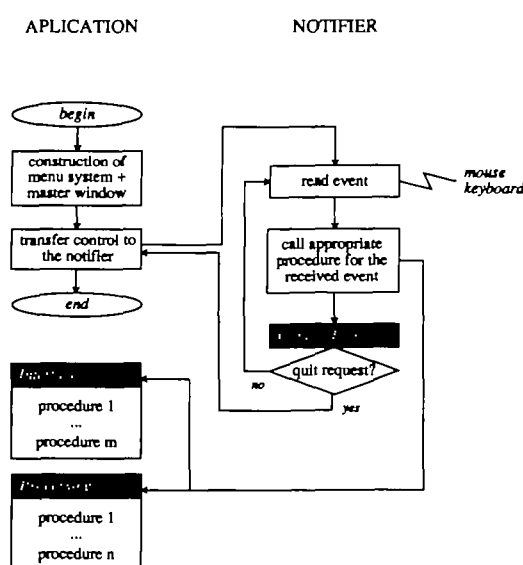 APLICATION
NOTIFIER
begin
construction of
menu system +
master window
transfer control to
the notifier
end
read event
mouse
keyboard
call appropriate
procedure for the
received event
quit request?
no
yes
procedure 1
...
procedure m
procedure 1
...
procedure n